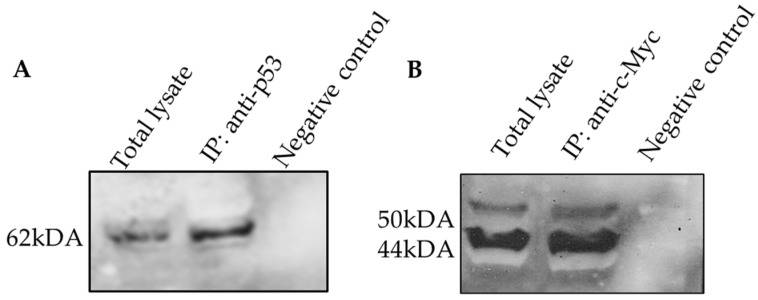 A
Total lysate
IP: anti-p53
Negative control
62kDA
B
Total lysate
IP: anti-c-Myc
Negative control
50kDA
44kDA